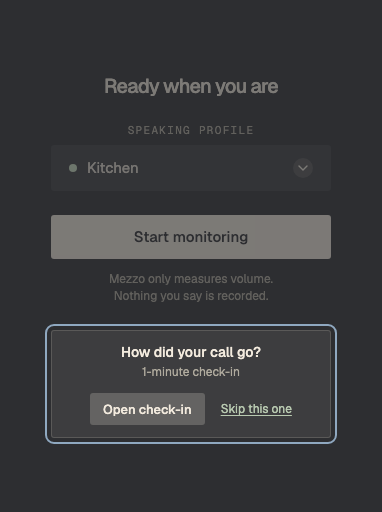 Ready when you are
SPEAKING PROFILE
Kitchen
Start monitoring
Mezzo only measures volume.
Nothing you say is recorded.
How did your call go?
1-minute check-in
Open check-in
Skip this one